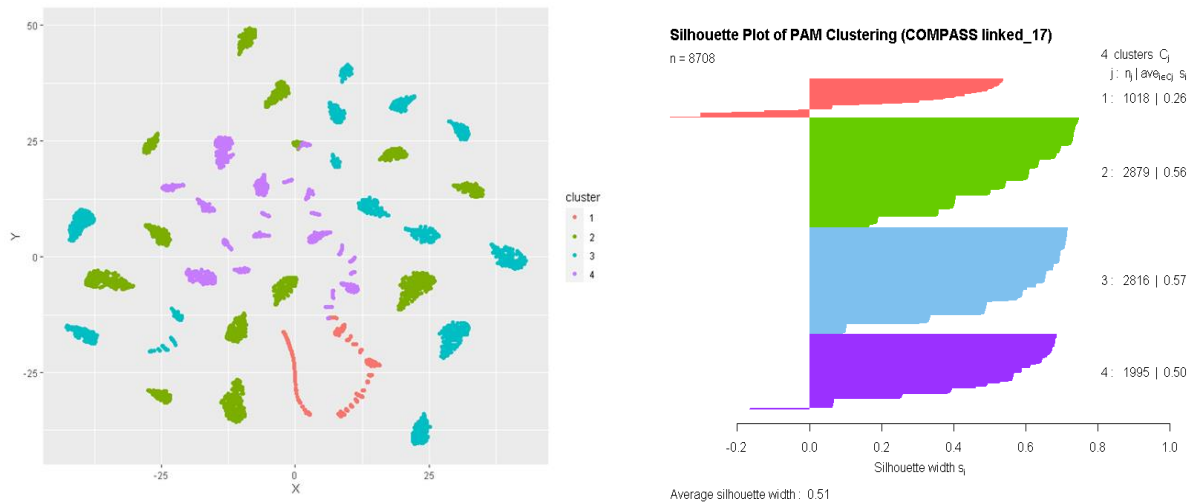 50
25
0
-25
Y
-25
0
25
X
cluster
1
2
3
4
Silhouette Plot of PAM Clustering (COMPASS linked_17)
n = 8708
4 clusters Cj
j : nj | avei∈Cj si
1 : 1018 | 0.26
2 : 2879 | 0.56
3 : 2816 | 0.57
4 : 1995 | 0.50
-0.2 0.0 0.2 0.4 0.6 0.8 1.0
Silhouette width si
Average silhouette width : 0.51